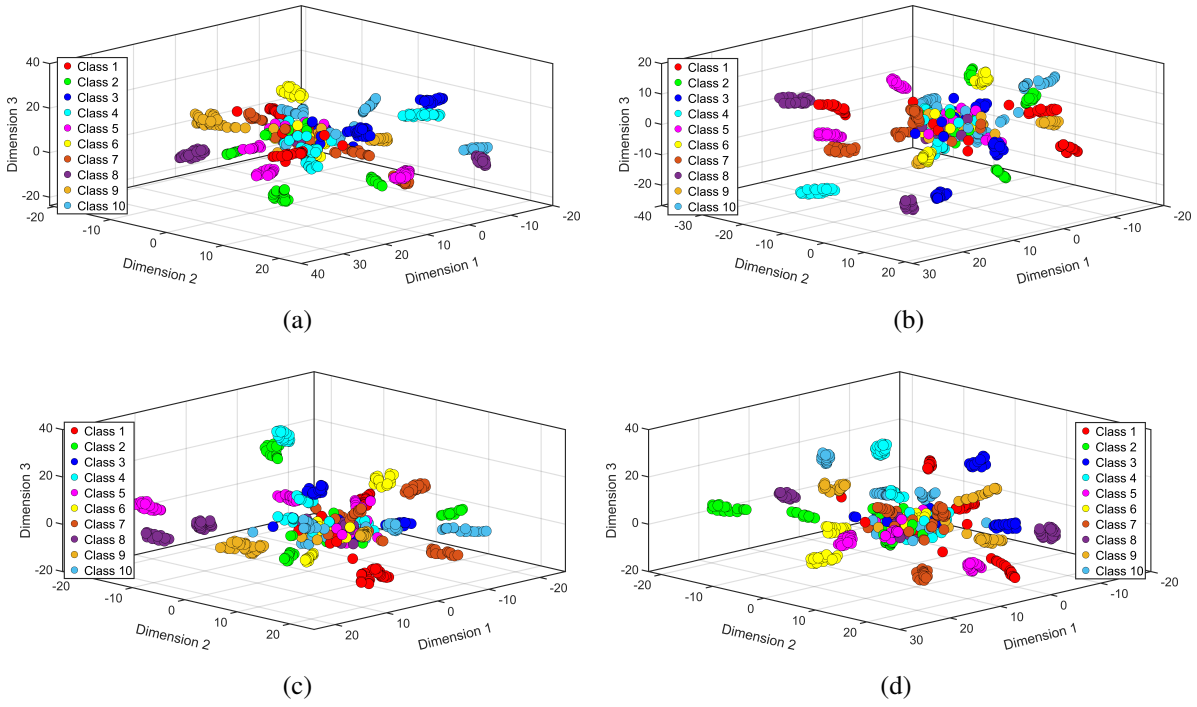 40
20
0
-20
Dimension 3
Class 1
Class 2
Class 3
Class 4
Class 5
Class 6
Class 7
Class 8
Class 9
Class 10
-20
-10
0
10
20
Dimension 2
40
30
20
10
0
-10
-20
Dimension 1
(a)
20
10
0
-10
-20
Dimension 3
Class 1
Class 2
Class 3
Class 4
Class 5
Class 6
Class 7
Class 8
Class 9
Class 10
-40
-30
-20
-10
0
10
20
Dimension 2
30
20
10
0
-10
-20
Dimension 1
(b)
40
20
0
-20
Dimension 3
Class 1
Class 2
Class 3
Class 4
Class 5
Class 6
Class 7
Class 8
Class 9
Class 10
-20
-10
0
10
20
Dimension 2
20
10
0
-10
-20
Dimension 1
(c)
40
20
0
-20
Dimension 3
Class 1
Class 2
Class 3
Class 4
Class 5
Class 6
Class 7
Class 8
Class 9
Class 10
-20
-10
0
10
20
Dimension 2
30
20
10
0
-10
-20
Dimension 1
(d)